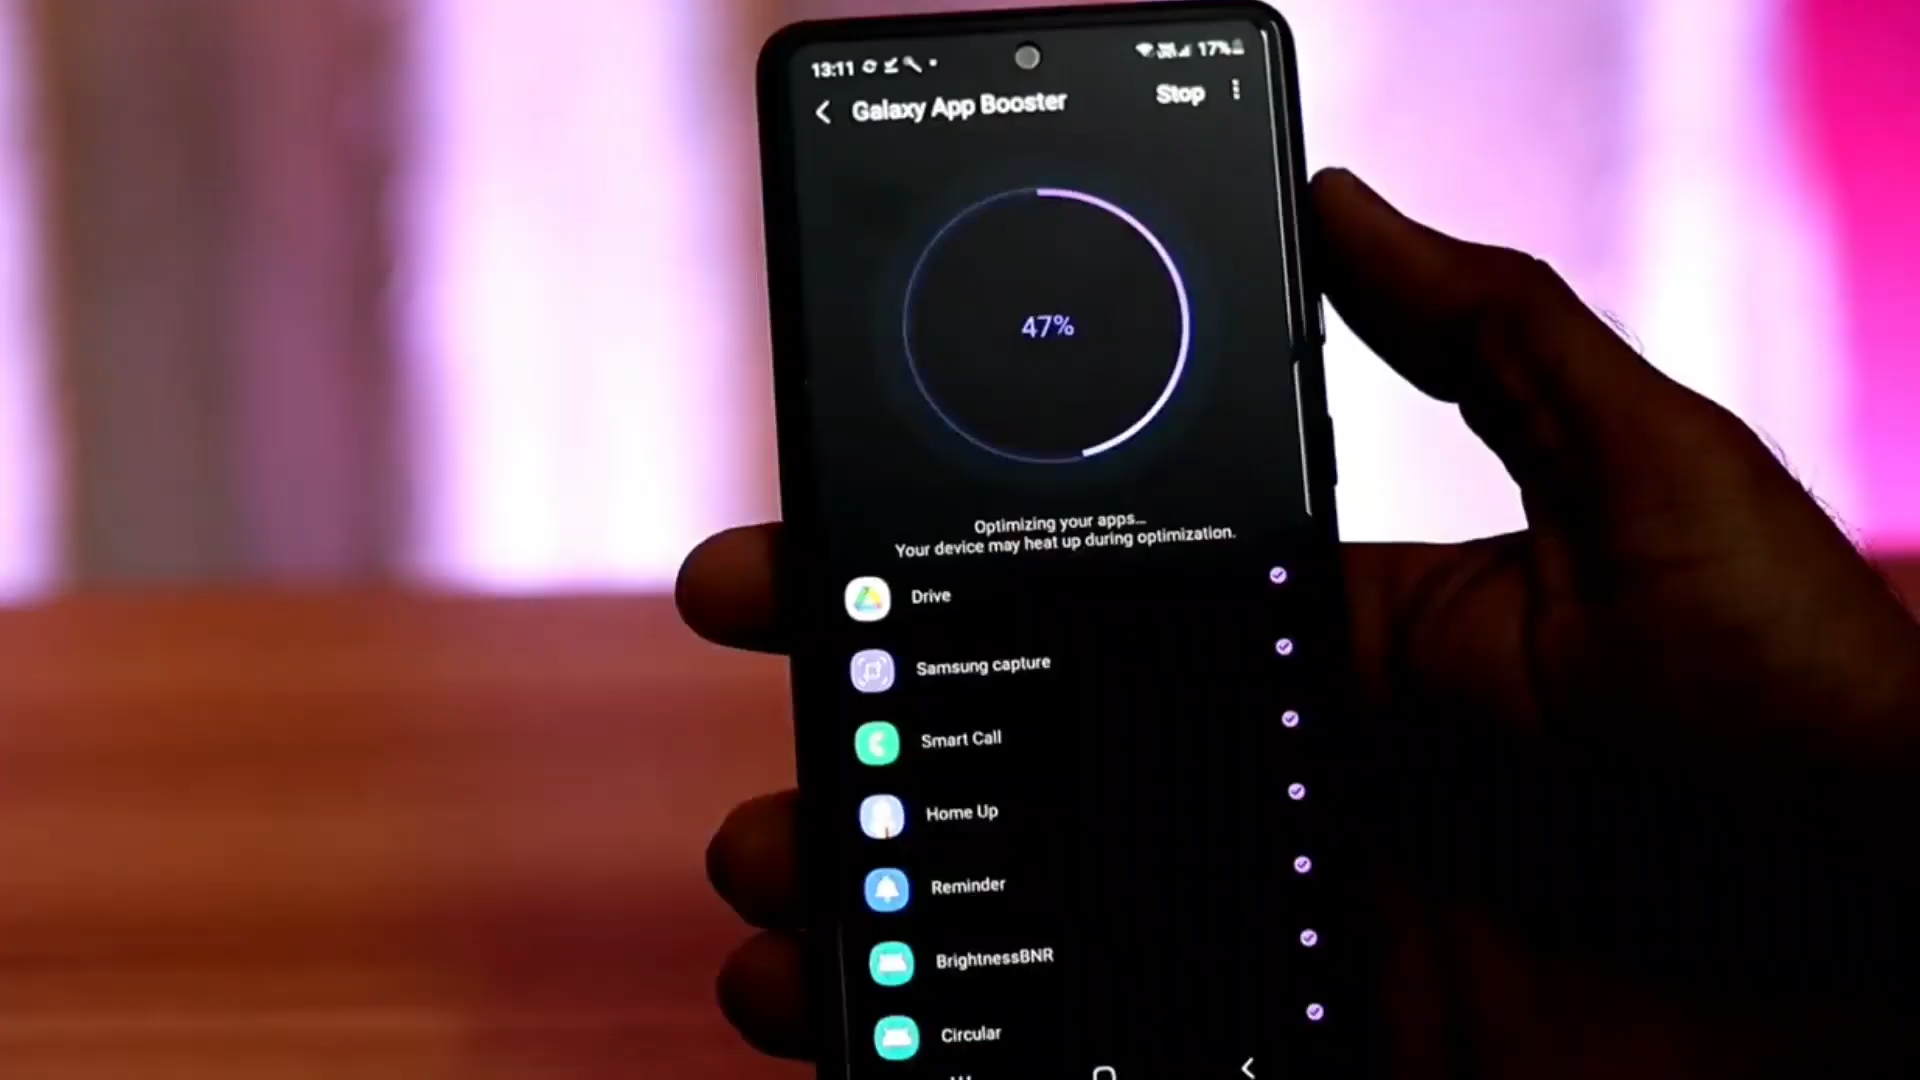 13:11 17%
Galaxy App Booster Stop
47%
Optimizing your apps...
Your device may heat up during optimization.
Drive
Samsung capture
Smart Call
Home Up
Reminder
BrightnessBNR
Circular